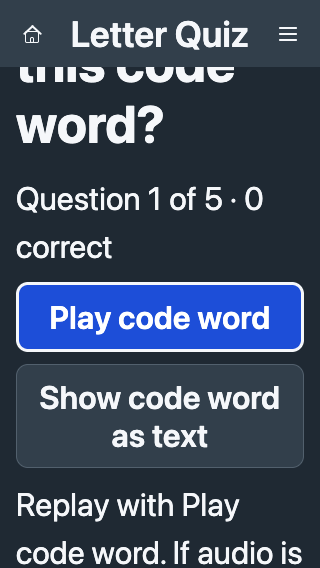 Letter Quiz
this code
word?
Question 1 of 5 · 0
correct
Play code word
Show code word
as text
Replay with Play
code word. If audio is